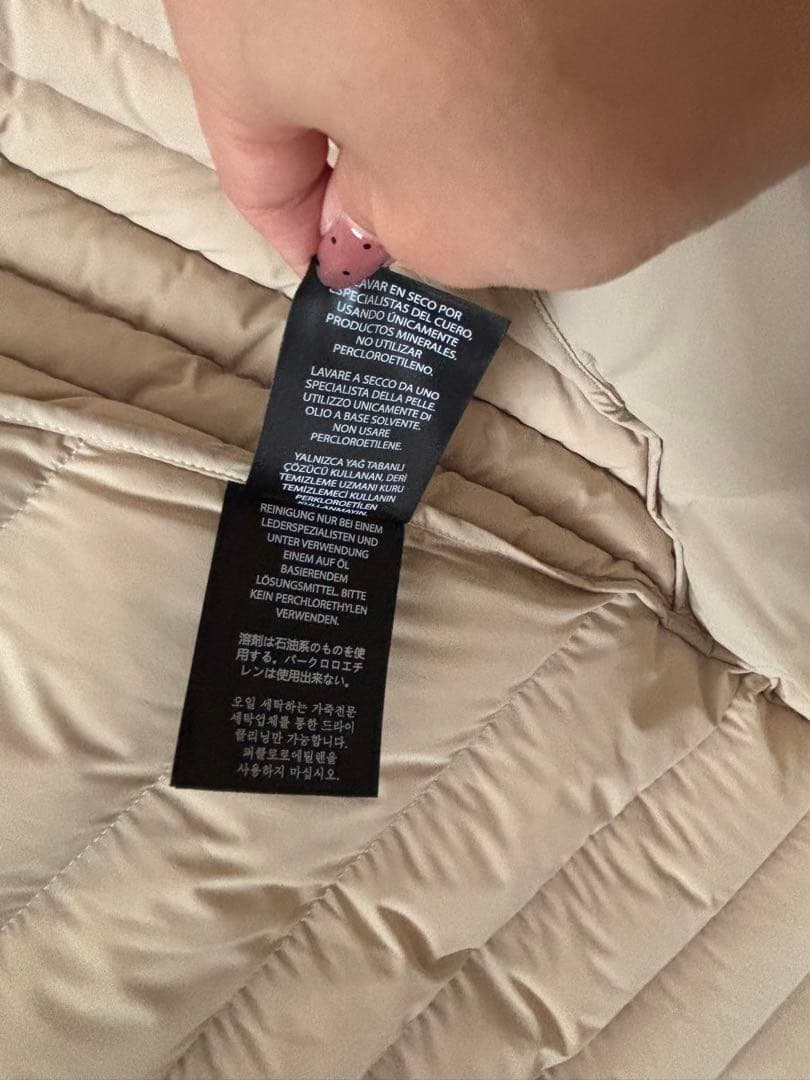 LAVAR EN SECO POR
ESPECIALISTAS DEL CUERO,
USANDO ÚNICAMENTE
PRODUCTOS MINERALES.
NO UTILIZAR
PERCLOROETILENO.
LAVARE A SECCO DA UNO
SPECIALISTA DELLA PELLE.
UTILIZZO UNICAMENTE DI
OLIO A BASE SOLVENTE.
NON USARE
PERCLOROETILENE.
YALNIZCA YAĞ TABANLI
ÇÖZÜCÜ KULLANAN, DERİ
TEMIZLEME UZMANI KURU
TEMİZLEMECİ KULLANIN
PERKLOROETİLEN
KULLANMAYIN.
REINIGUNG NUR BEI EINEM
LEDERSPEZIALISTEN UND
UNTER VERWENDUNG
EINEM AUF ÖL
BASIERENDEM
LÖSUNGSMITTEL. BITTE
KEIN PERCHLORETHYLEN
VERWENDEN.
溶剤は石油系のものを使
用する。パークロロエチ
レンは使用出来ない。
오일 세탁하는 가죽전문
세탁업체를 통한 드라이
클리닝만 가능합니다.
퍼클로로에틸렌을
사용하지 마십시오.